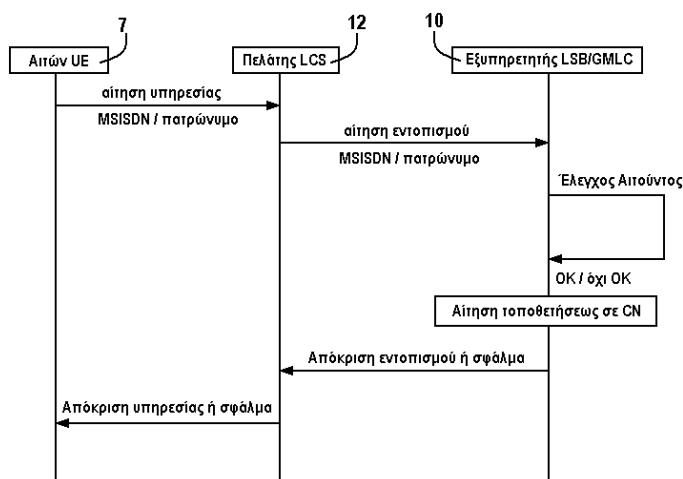 7
12
10
Αιτών UE
Πελάτης LCS
Εξυπηρετητής LSB/GMLC
αίτηση υπηρεσίας
MSISDN / πατρώνυμο
αίτηση εντοπισμού
MSISDN / πατρώνυμο
Έλεγχος Αιτούντος
OK / όχι OK
Αίτηση τοποθετήσεως σε CN
Απόκριση εντοπισμού ή σφάλμα
Απόκριση υπηρεσίας ή σφάλμα